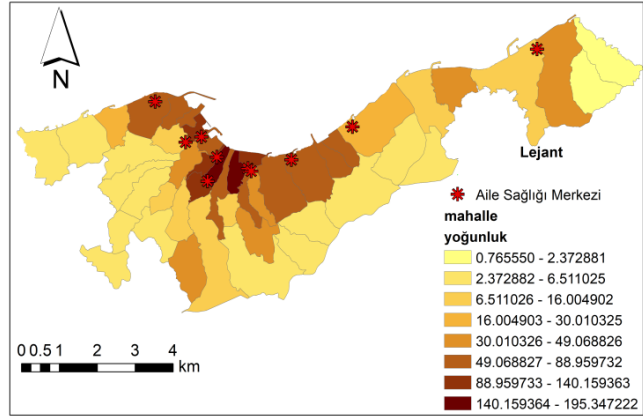 N
Lejant
Aile Sağlığı Merkezi
mahalle
yoğunluk
0.765550 - 2.372881
2.372882 - 6.511025
6.511026 - 16.004902
16.004903 - 30.010325
30.010326 - 49.068826
49.068827 - 88.959732
88.959733 - 140.159363
140.159364 - 195.347222
0 0.5 1 2 3 4
km